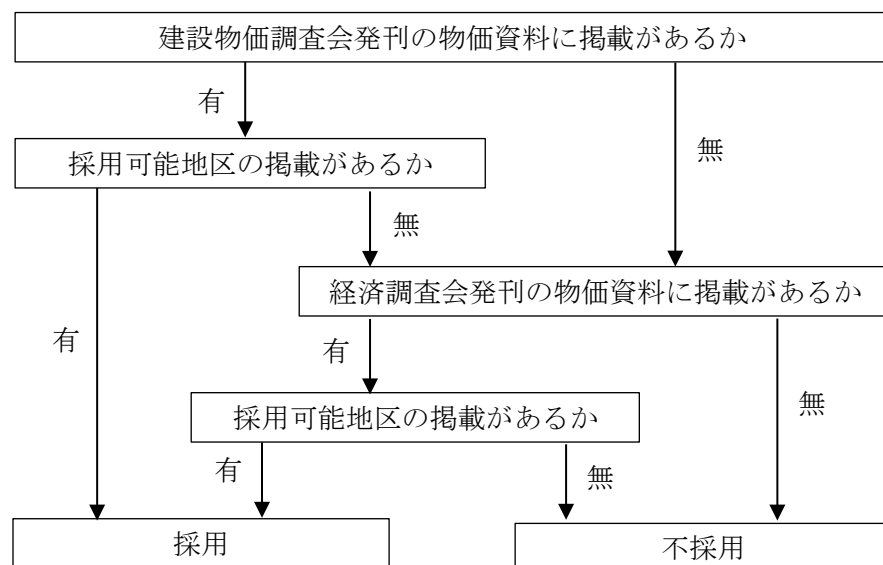 建設物価調査会発刊の物価資料に掲載があるか
有
無
採用可能地区の掲載があるか
無
経済調査会発刊の物価資料に掲載があるか
有
有
無
採用可能地区の掲載があるか
有
無
採用
不採用